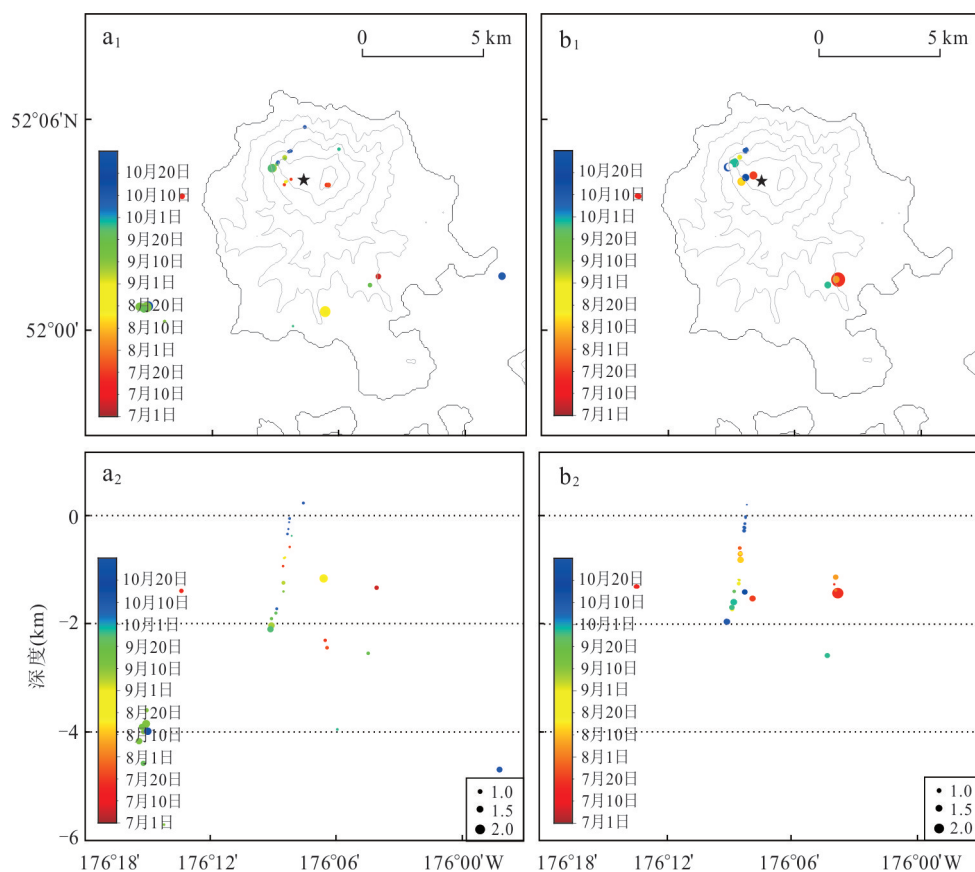 a₁
0 5 km
b₁
0 5 km
52°06′N
52°00′
10月20日
10月10日
10月1日
9月20日
9月10日
9月1日
8月20日
8月10日
8月1日
7月20日
7月10日
7月1日
10月20日
10月10日
10月1日
9月20日
9月10日
9月1日
8月20日
8月10日
8月1日
7月20日
7月10日
7月1日
a₂
b₂
0
−2
−4
−6
深度(km)
10月20日
10月10日
10月1日
9月20日
9月10日
9月1日
8月20日
8月10日
8月1日
7月20日
7月10日
7月1日
1.0
1.5
2.0
10月20日
10月10日
10月1日
9月20日
9月10日
9月1日
8月20日
8月10日
8月1日
7月20日
7月10日
7月1日
1.0
1.5
2.0
176°18′ 176°12′ 176°06′ 176°00′W
176°18′ 176°12′ 176°06′ 176°00′W